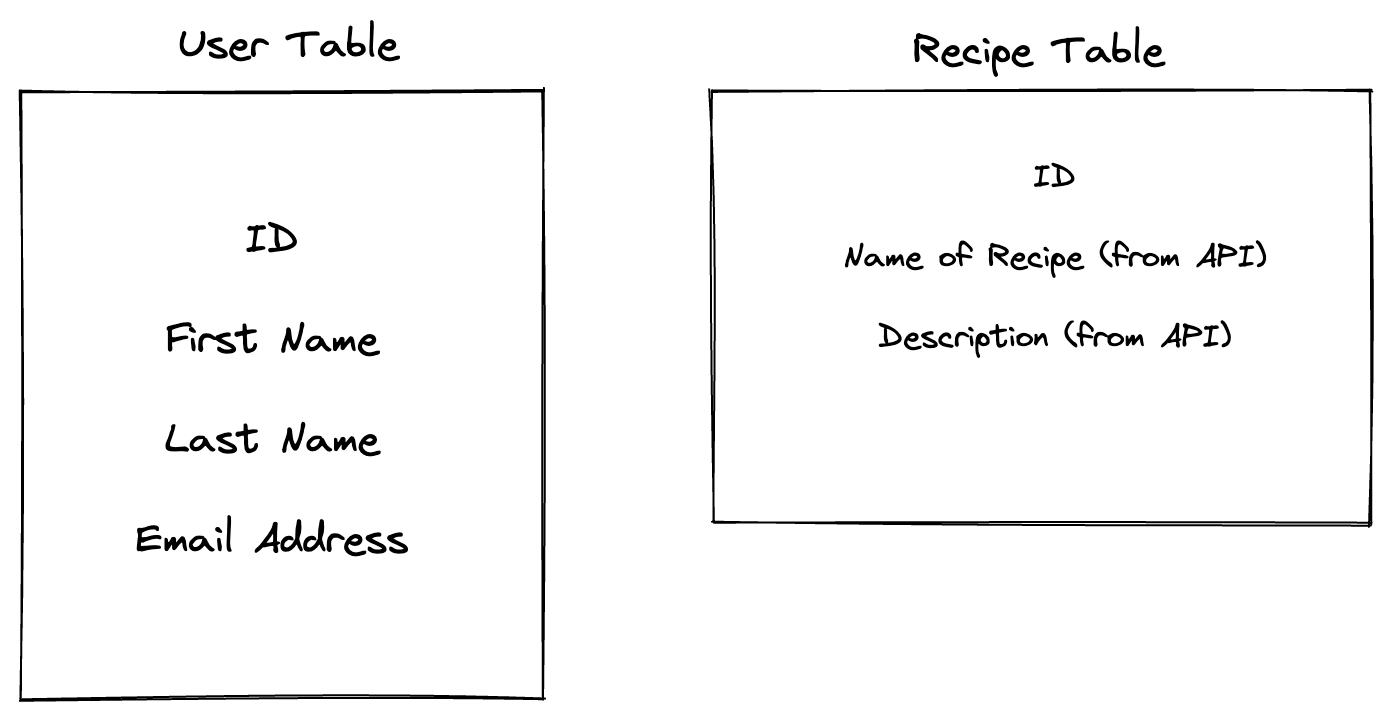 User Table
ID
First Name
Last Name
Email Address
Recipe Table
ID
Name of Recipe (from API)
Description (from API)